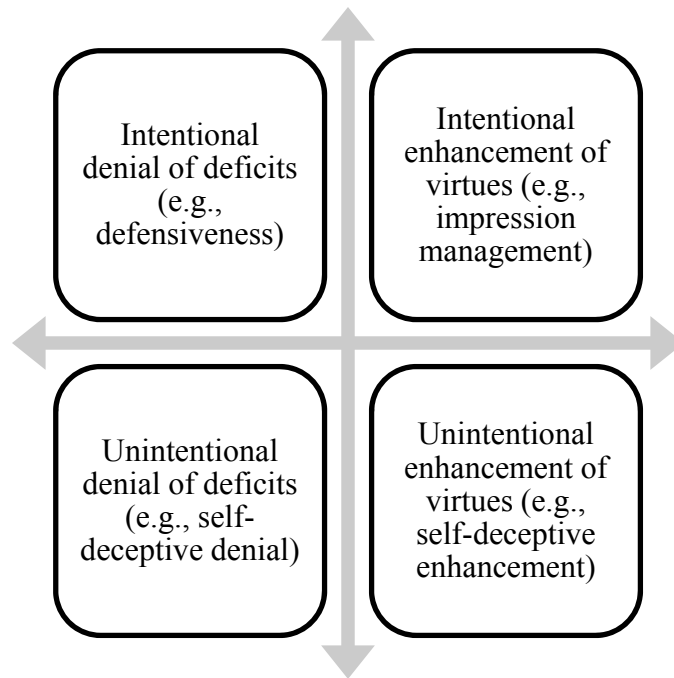 Intentional
denial of deficits
(e.g.,
defensiveness)
Intentional
enhancement of
virtues (e.g.,
impression
management)
Unintentional
denial of deficits
(e.g., self-
deceptive denial)
Unintentional
enhancement of
virtues (e.g.,
self-deceptive
enhancement)